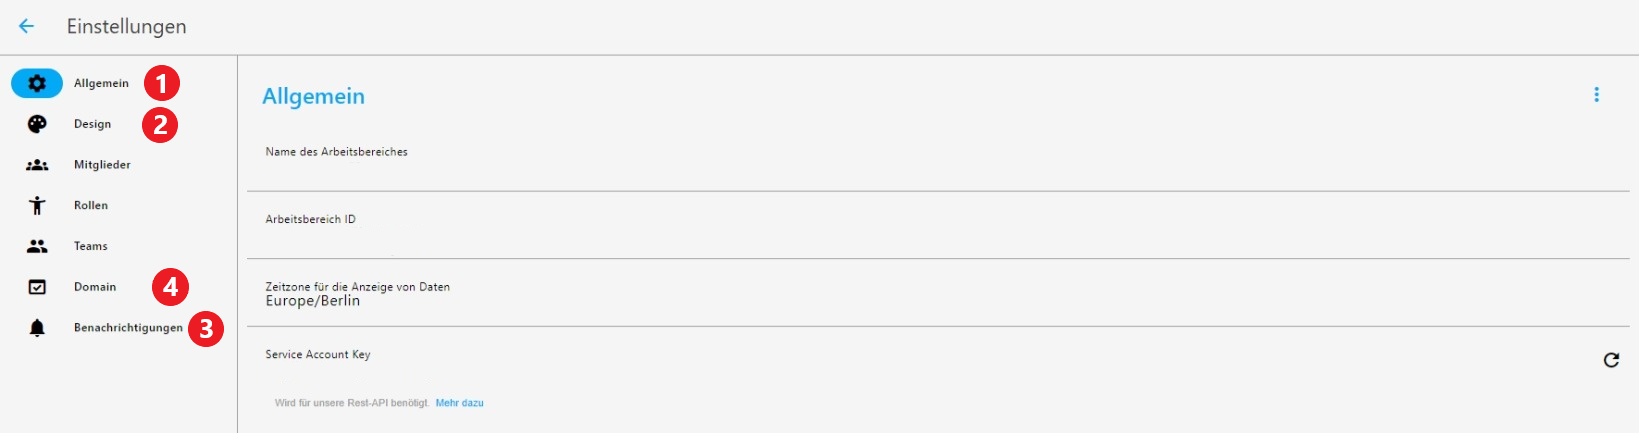 Einstellungen
Allgemein 1
Design 2
Mitglieder
Rollen
Teams
Domain 4
Benachrichtigungen 3
Allgemein
Name des Arbeitsbereiches
Arbeitsbereich ID
Zeitzone für die Anzeige von Daten
Europe/Berlin
Service Account Key
Wird für unsere Rest-API benötigt. Mehr dazu